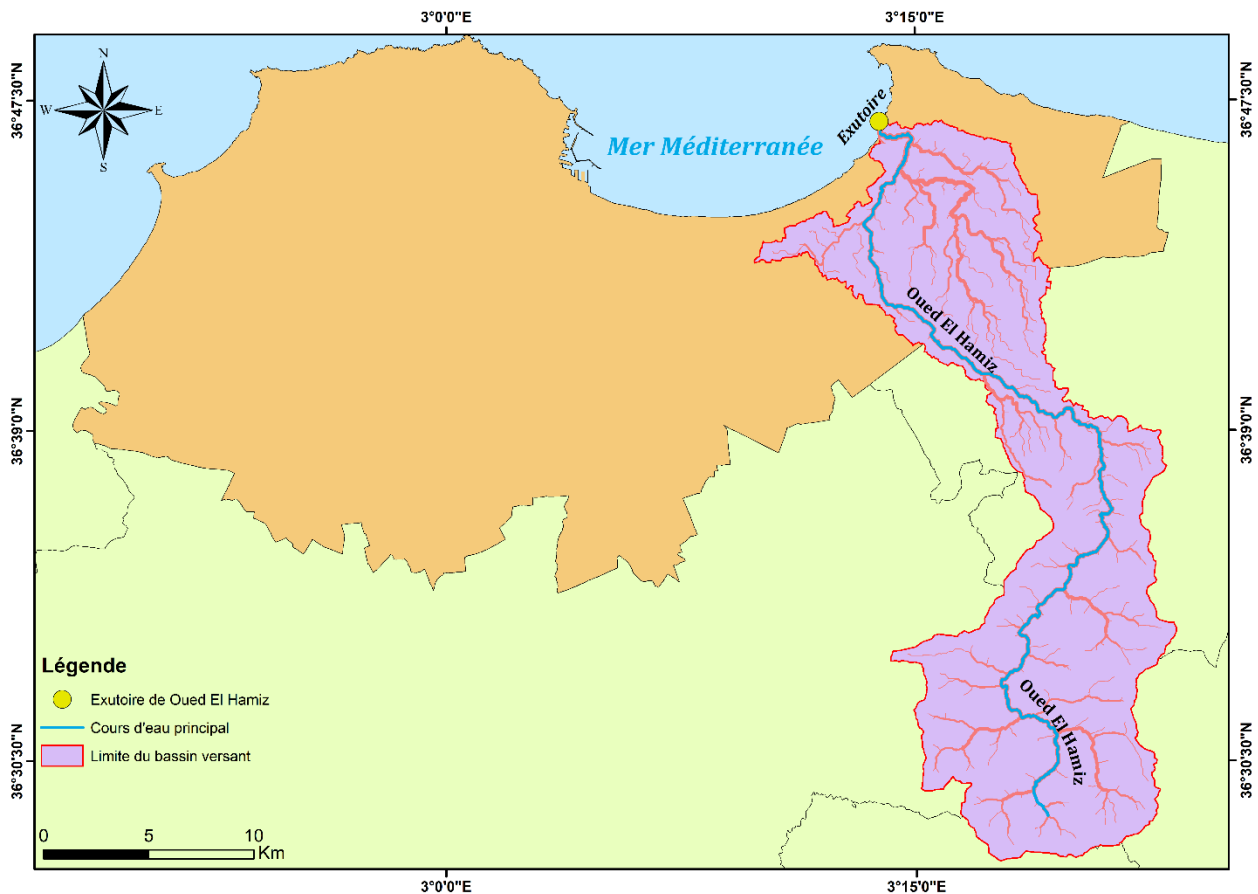 3°0'0"E
3°15'0"E
36°47'30"N
36°47'30"N
N
W
E
S
Exutoire
Mer Méditerranée
Oued El Hamiz
36°39'0"N
36°39'0"N
Légende
Exutoire de Oued El Hamiz
Cours d'eau principal
Limite du bassin versant
Oued El Hamiz
36°30'30"N
36°30'30"N
0 5 10
Km
3°0'0"E
3°15'0"E